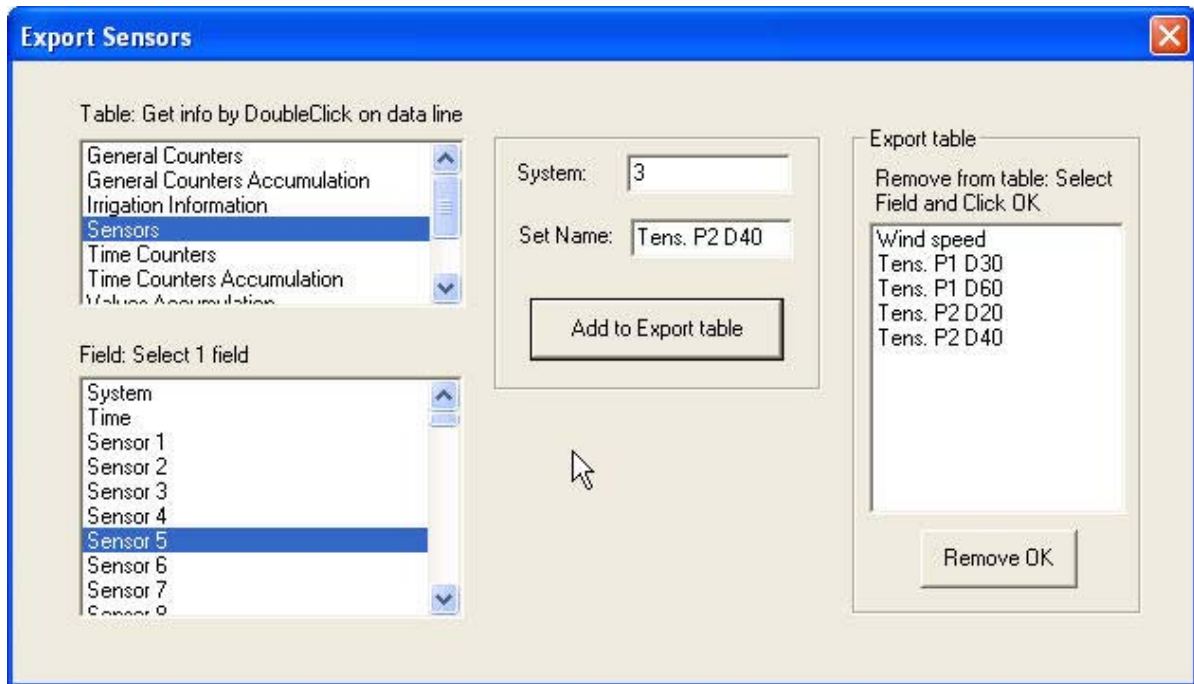 Export Sensors
Table: Get info by DoubleClick on data line
General Counters
General Counters Accumulation
Irrigation Information
Sensors
Time Counters
Time Counters Accumulation
Values Accumulation
Field: Select 1 field
System
Time
Sensor 1
Sensor 2
Sensor 3
Sensor 4
Sensor 5
Sensor 6
Sensor 7
Sensor 8
System: 3
Set Name: Tens. P2 D40
Add to Export table
Export table
Remove from table: Select
Field and Click OK
Wind speed
Tens. P1 D30
Tens. P1 D60
Tens. P2 D20
Tens. P2 D40
Remove OK